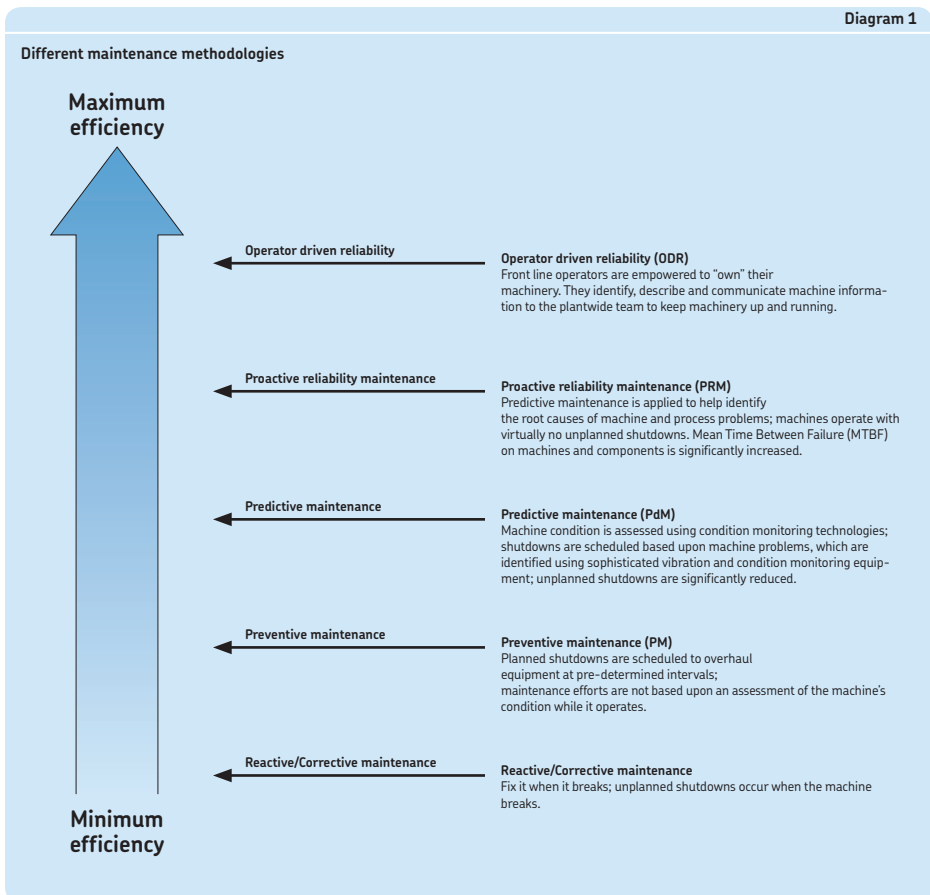 Diagram 1
Different maintenance methodologies
Maximum
efficiency
Operator driven reliability
Operator driven reliability (ODR)
Front line operators are empowered to “own” their
machinery. They identify, describe and communicate machine informa-
tion to the plantwide team to keep machinery up and running.
Proactive reliability maintenance
Proactive reliability maintenance (PRM)
Predictive maintenance is applied to help identify
the root causes of machine and process problems; machines operate with
virtually no unplanned shutdowns. Mean Time Between Failure (MTBF)
on machines and components is significantly increased.
Predictive maintenance
Predictive maintenance (PdM)
Machine condition is assessed using condition monitoring technologies;
shutdowns are scheduled based upon machine problems, which are
identified using sophisticated vibration and condition monitoring equip-
ment; unplanned shutdowns are significantly reduced.
Preventive maintenance
Preventive maintenance (PM)
Planned shutdowns are scheduled to overhaul
equipment at pre-determined intervals;
maintenance efforts are not based upon an assessment of the machine’s
condition while it operates.
Reactive/Corrective maintenance
Reactive/Corrective maintenance
Fix it when it breaks; unplanned shutdowns occur when the machine
breaks.
Minimum
efficiency